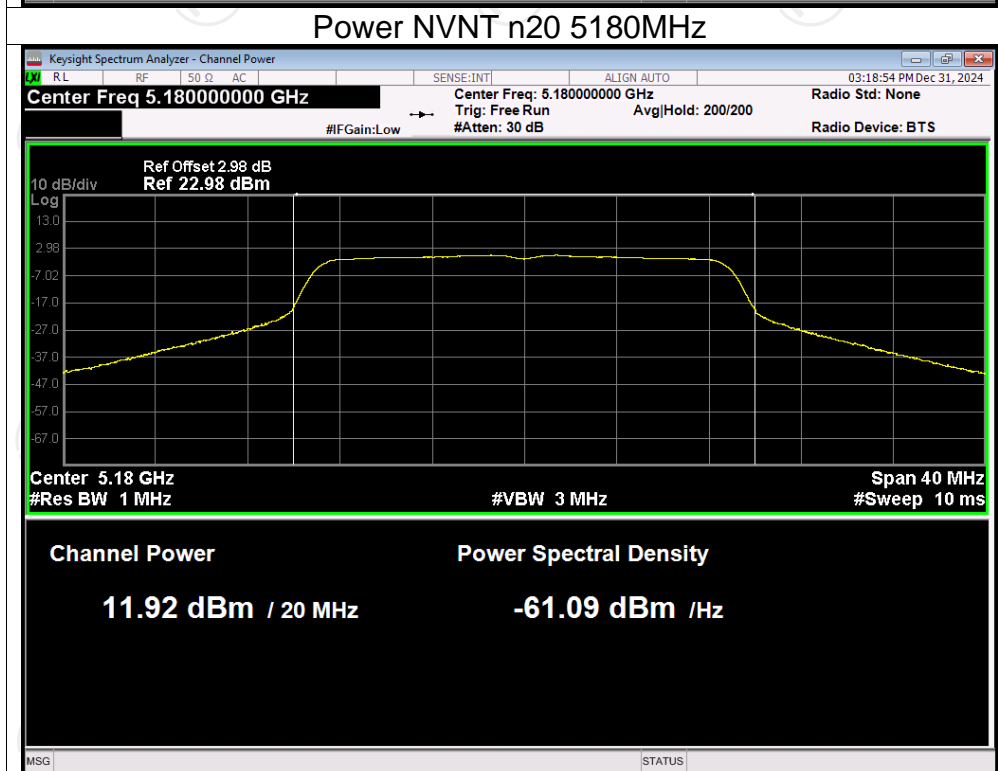 Power NVNT n20 5180MHz
Keysight Spectrum Analyzer - Channel Power
LXI RL RF 50 Ω AC SENSE:INT ALIGN AUTO 03:18:54 PM Dec 31, 2024
Center Freq 5.180000000 GHz Center Freq: 5.180000000 GHz Radio Std: None
Trig: Free Run Avg|Hold: 200/200
#IFGain:Low #Atten: 30 dB Radio Device: BTS
Ref Offset 2.98 dB
10 dB/div Ref 22.98 dBm
Log
13.0
2.98
-7.02
-17.0
-27.0
-37.0
-47.0
-57.0
-67.0
Center 5.18 GHz Span 40 MHz
#Res BW 1 MHz #VBW 3 MHz #Sweep 10 ms
Channel Power Power Spectral Density
11.92 dBm / 20 MHz -61.09 dBm /Hz
MSG STATUS